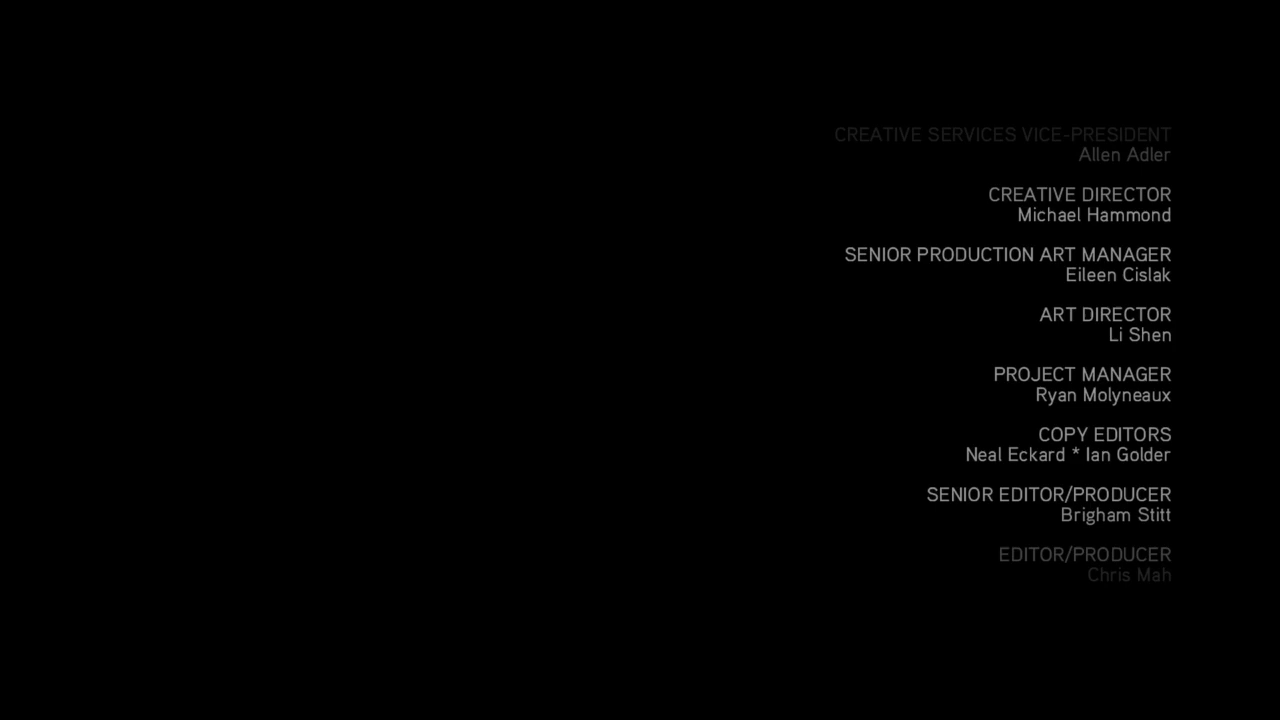 CREATIVE SERVICES VICE-PRESIDENT
Allen Adler
CREATIVE DIRECTOR
Michael Hammond
SENIOR PRODUCTION ART MANAGER
Eileen Cislak
ART DIRECTOR
Li Shen
PROJECT MANAGER
Ryan Molyneaux
COPY EDITORS
Neal Eckard * Ian Golder
SENIOR EDITOR/PRODUCER
Brigham Stitt
EDITOR/PRODUCER
Chris Mah